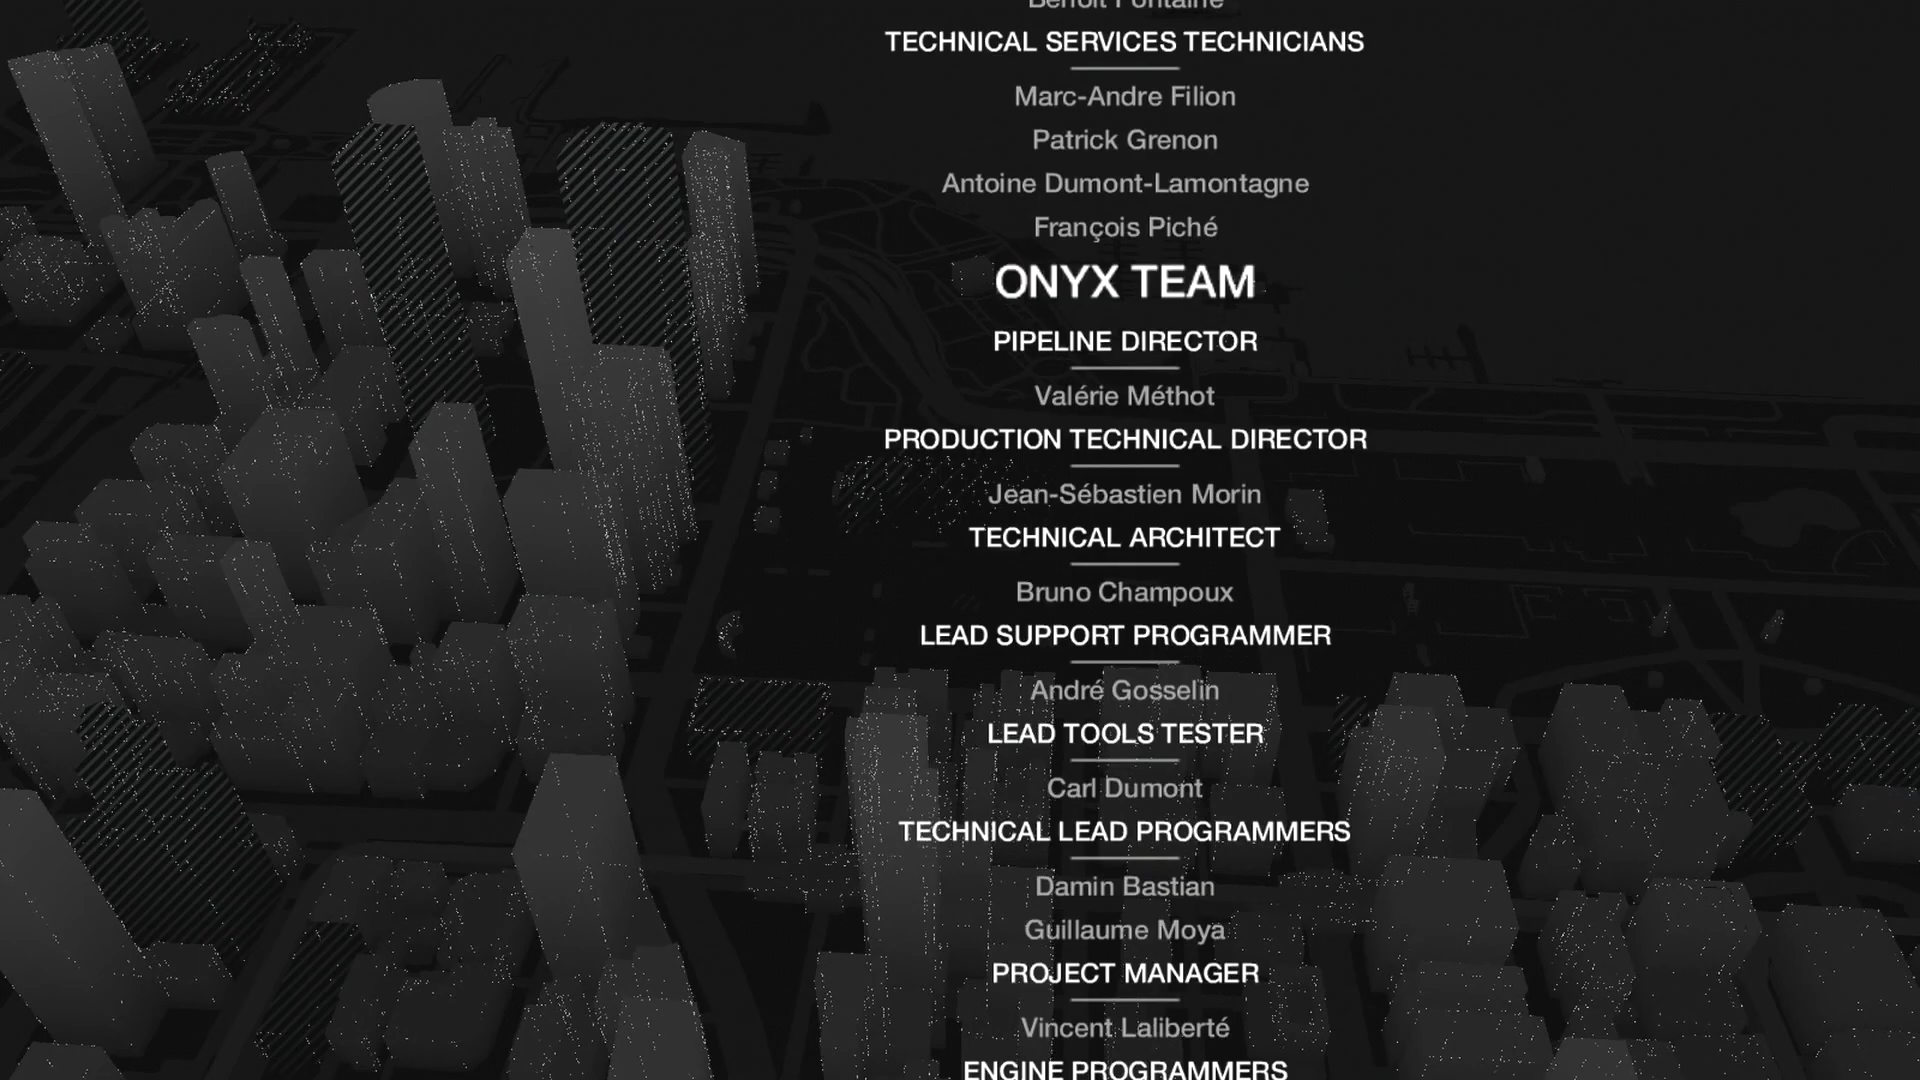 Benoit Fontaine
TECHNICAL SERVICES TECHNICIANS
Marc-Andre Filion
Patrick Grenon
Antoine Dumont-Lamontagne
François Piché
ONYX TEAM
PIPELINE DIRECTOR
Valérie Méthot
PRODUCTION TECHNICAL DIRECTOR
Jean-Sébastien Morin
TECHNICAL ARCHITECT
Bruno Champoux
LEAD SUPPORT PROGRAMMER
André Gosselin
LEAD TOOLS TESTER
Carl Dumont
TECHNICAL LEAD PROGRAMMERS
Damin Bastian
Guillaume Moya
PROJECT MANAGER
Vincent Laliberté
ENGINE PROGRAMMERS